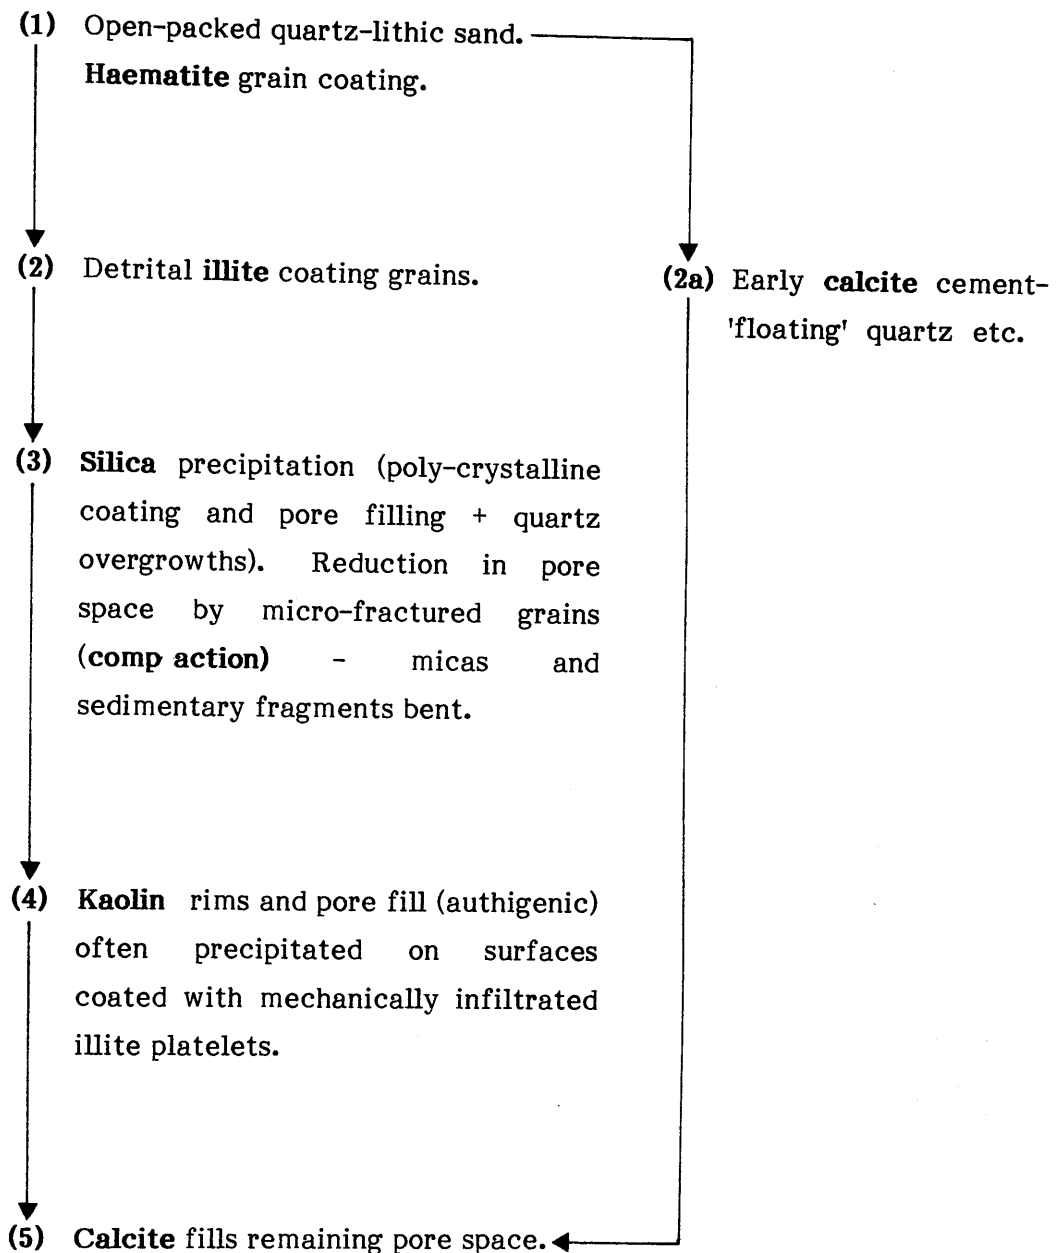 (1) Open-packed quartz-lithic sand.
Haematite grain coating.
(2) Detrital illite coating grains.
(2a) Early calcite cement-
'floating' quartz etc.
(3) Silica precipitation (poly-crystalline
coating and pore filling + quartz
overgrowths). Reduction in pore
space by micro-fractured grains
(comp action) - micas and
sedimentary fragments bent.
(4) Kaolin rims and pore fill (authigenic)
often precipitated on surfaces
coated with mechanically infiltrated
illite platelets.
(5) Calcite fills remaining pore space.